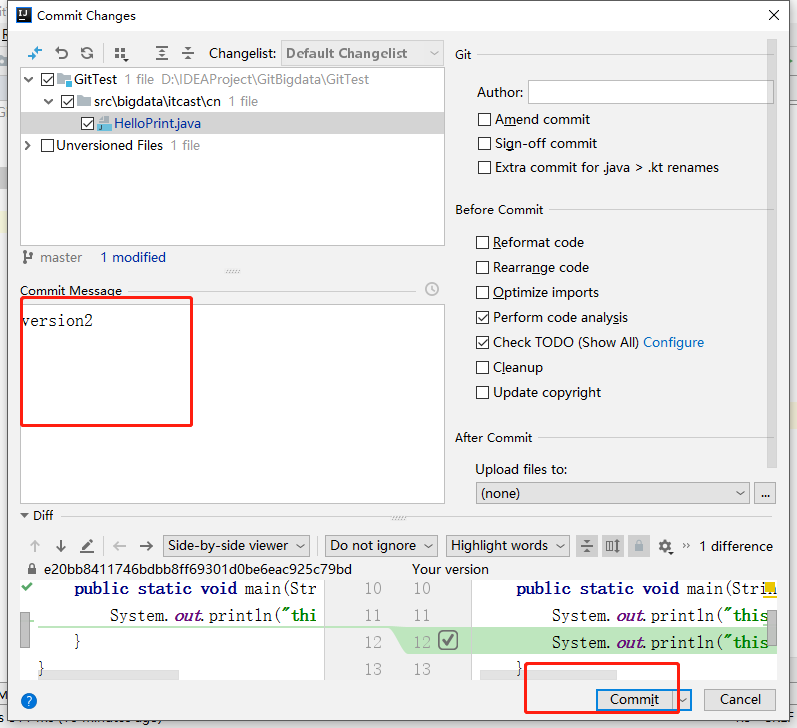 Commit Changes
Changelist: Default Changelist
GitTest 1 file D:\IDEAProject\GitBigdata\GitTest
src\bigdata\itcast\cn 1 file
HelloPrint.java
Unversioned Files 1 file
master 1 modified
Commit Message
version2
Git
Author:
Amend commit
Sign-off commit
Extra commit for .java > .kt renames
Before Commit
Reformat code
Rearrange code
Optimize imports
Perform code analysis
Check TODO (Show All) Configure
Cleanup
Update copyright
After Commit
Upload files to:
(none)
...
Diff
Side-by-side viewer Do not ignore Highlight words 1 difference
e20bb8411746bdbb8ff69301d0be6eac925c79bd Your version
public static void main(Stri 10 10 public static void main(Strin
System.out.println("thi 11 11 System.out.println("this
} 12 12 System.out.println("this
} 13 13 }
? Commit Cancel